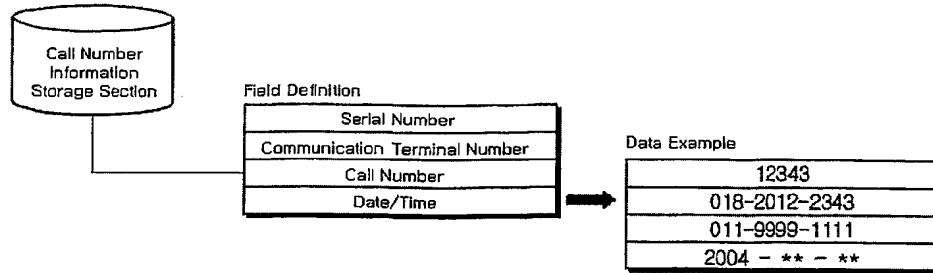 Call Number
Information
Storage Section
Field Definition
Serial Number
Communication Terminal Number
Call Number
Date/Time
Data Example
12343
018-2012-2343
011-9999-1111
2004 - ** - **